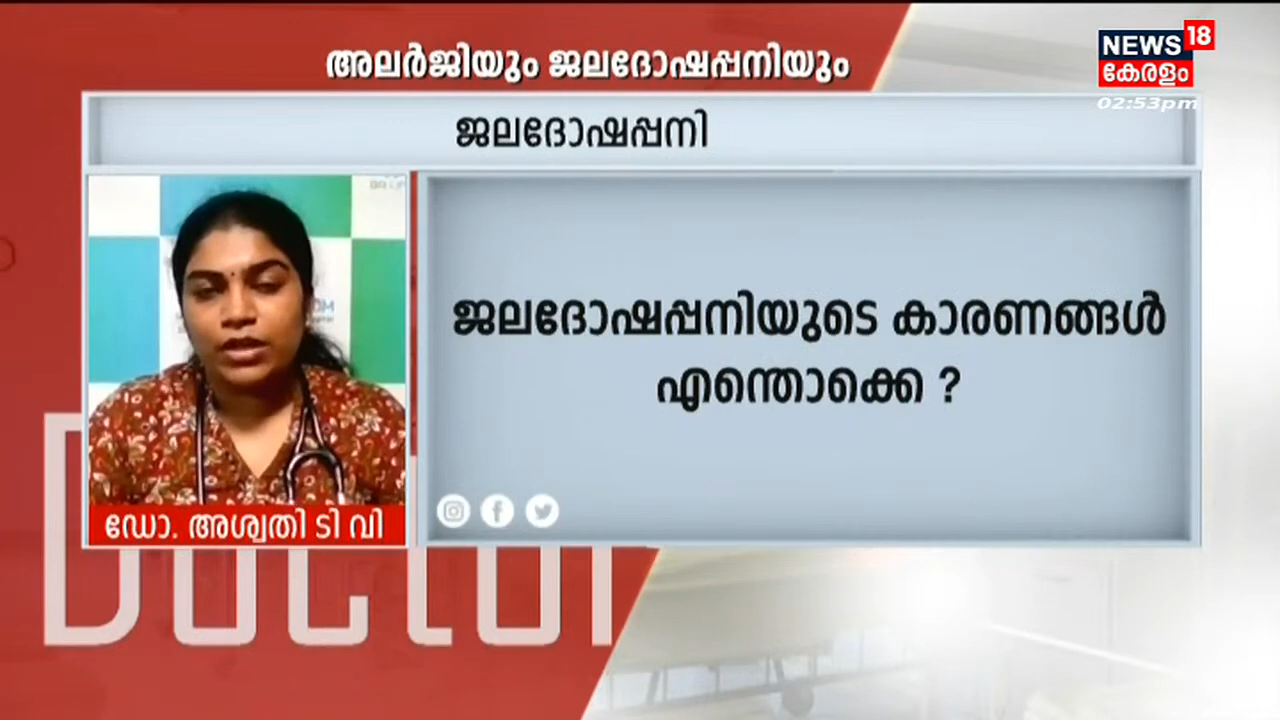 അലർജിയും ജലദോഷപ്പനിയും
NEWS 18
കേരളം
02:53pm
ജലദോഷപ്പനി
ജലദോഷപ്പനിയുടെ കാരണങ്ങൾ
എന്തൊക്കെ ?
ഡോ. അശ്വതി ടി വി
Doctor